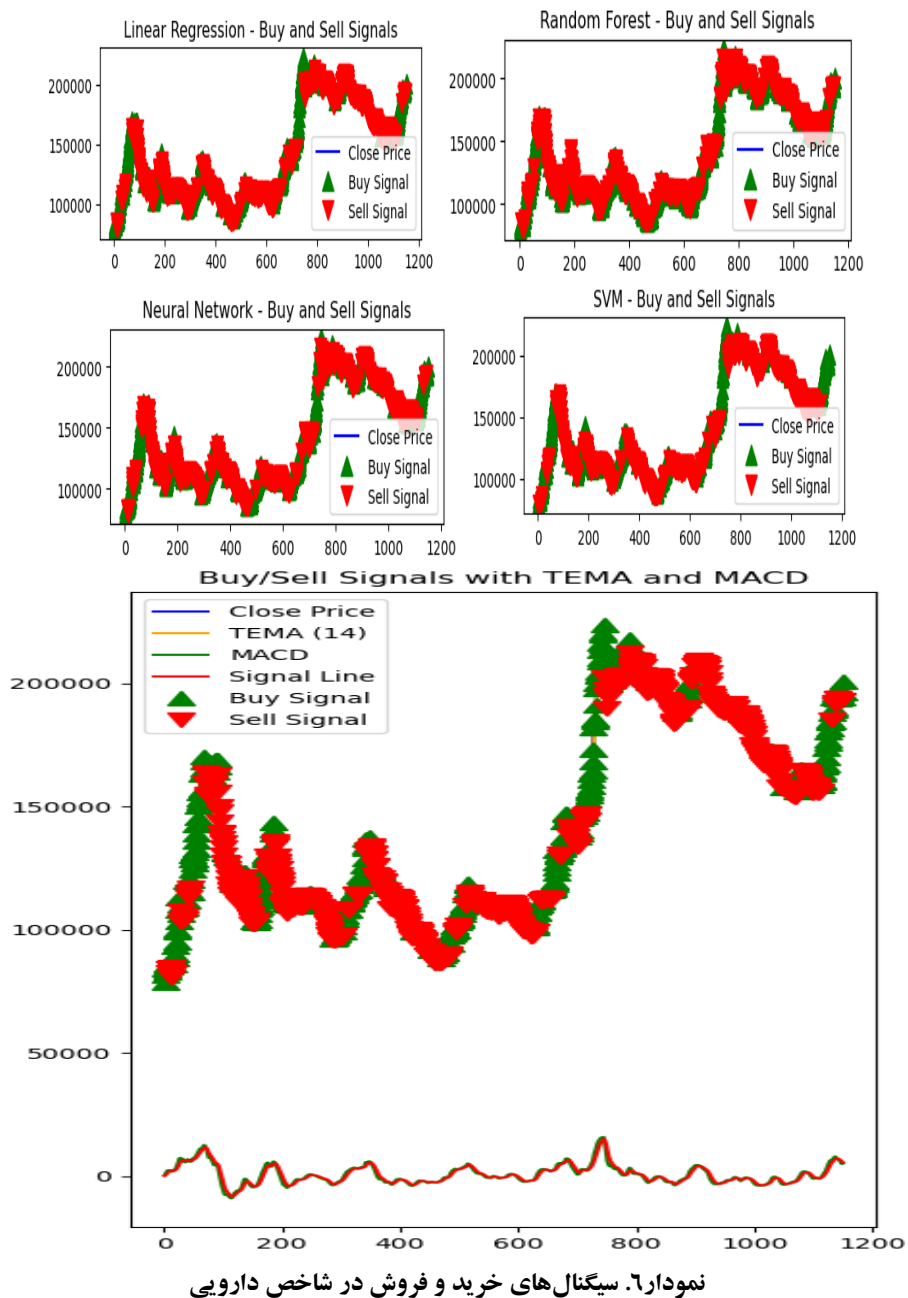 Linear Regression - Buy and Sell Signals
200000
150000
100000
0 200 400 600 800 1000 1200
Close Price
Buy Signal
Sell Signal
Random Forest - Buy and Sell Signals
200000
150000
100000
0 200 400 600 800 1000 1200
Close Price
Buy Signal
Sell Signal
Neural Network - Buy and Sell Signals
200000
150000
100000
0 200 400 600 800 1000 1200
Close Price
Buy Signal
Sell Signal
SVM - Buy and Sell Signals
200000
150000
100000
0 200 400 600 800 1000 1200
Close Price
Buy Signal
Sell Signal
Buy/Sell Signals with TEMA and MACD
Close Price
TEMA (14)
MACD
Signal Line
Buy Signal
Sell Signal
200000
150000
100000
50000
0
0 200 400 600 800 1000 1200
نمودار٦. سیگنال‌های خرید و فروش در شاخص دارویی